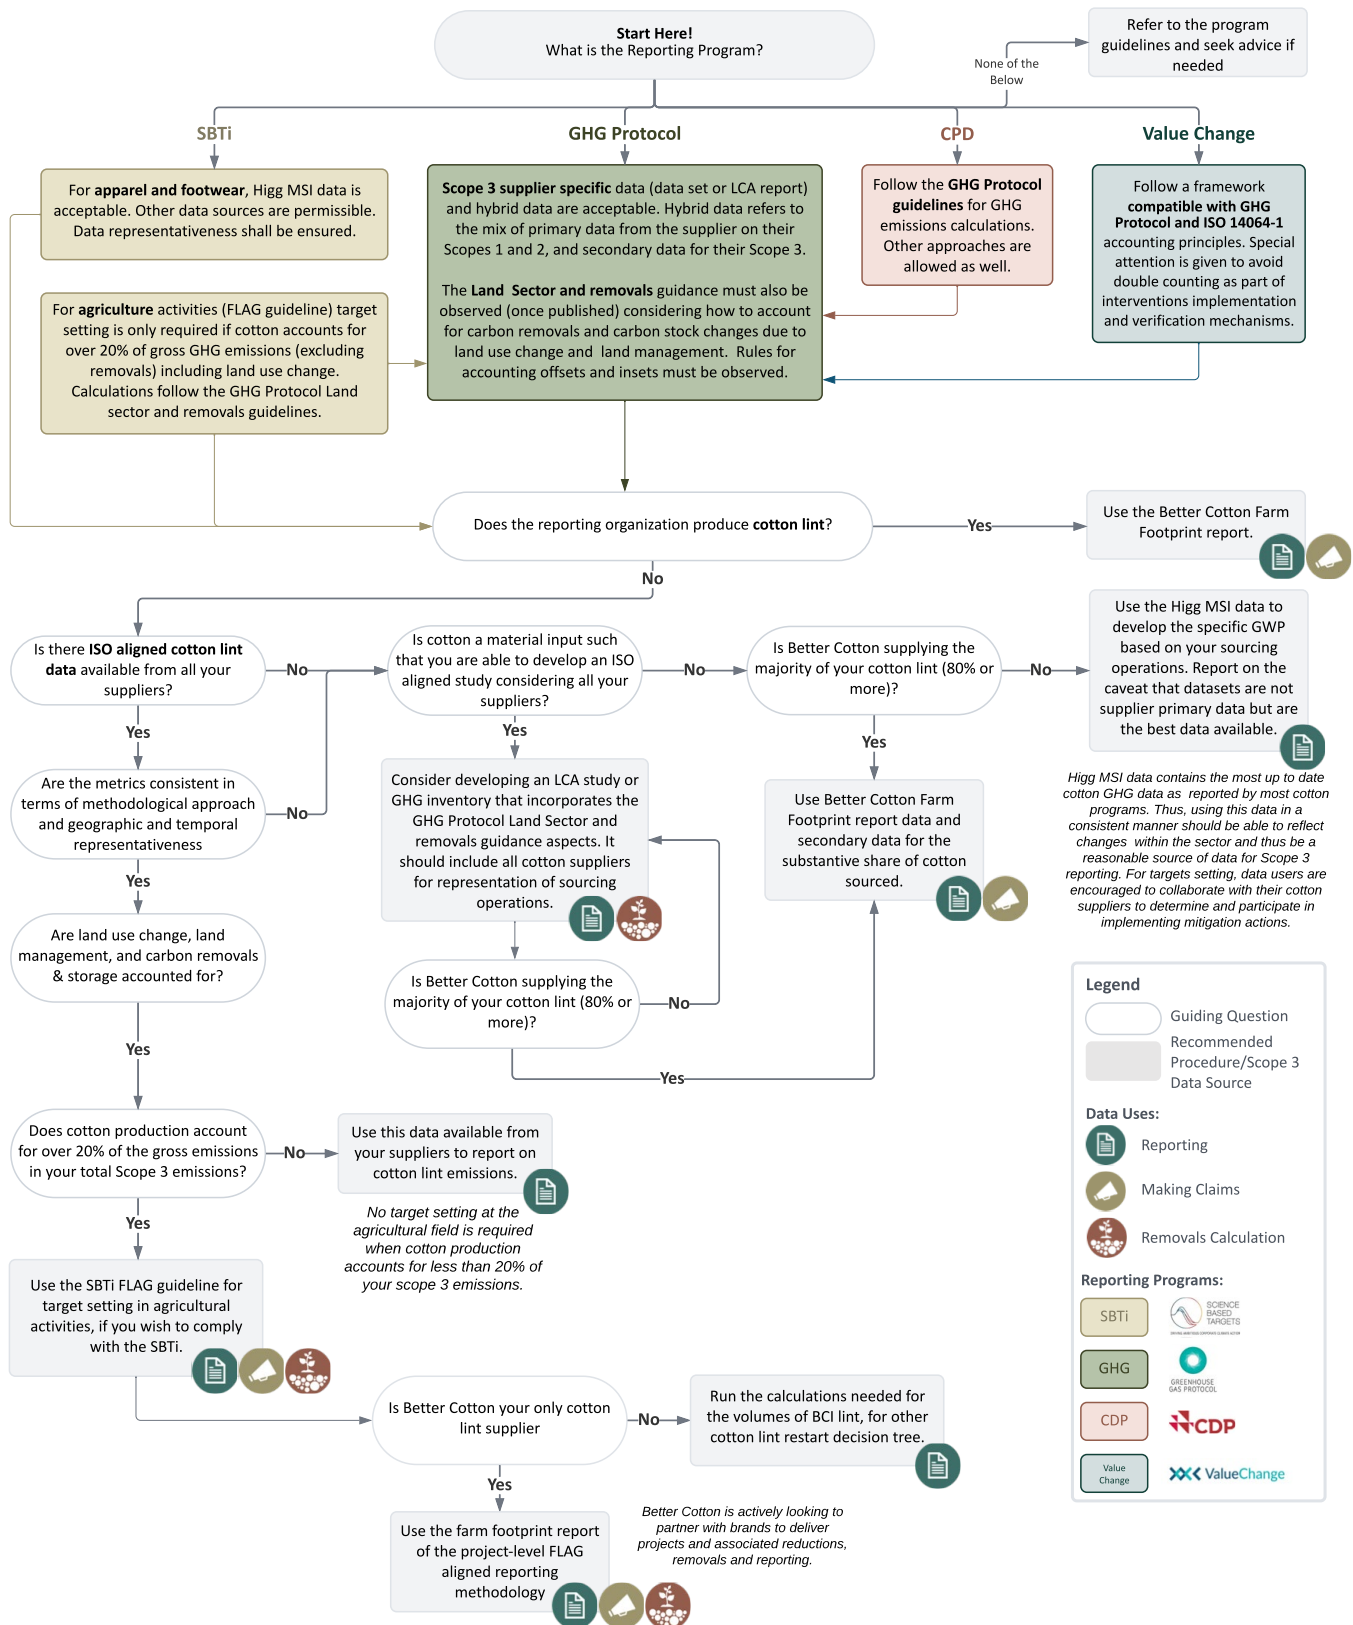 Start Here!
What is the Reporting Program?
None of the
Below
Refer to the program
guidelines and seek advice if
needed
SBTi
GHG Protocol
CPD
Value Change
For apparel and footwear, Higg MSI data is
acceptable. Other data sources are permissible.
Data representativeness shall be ensured.
For agriculture activities (FLAG guideline) target
setting is only required if cotton accounts for
over 20% of gross GHG emissions (excluding
removals) including land use change.
Calculations follow the GHG Protocol Land
sector and removals guidelines.
Scope 3 supplier specific data (data set or LCA report)
and hybrid data are acceptable. Hybrid data refers to
the mix of primary data from the supplier on their
Scopes 1 and 2, and secondary data for their Scope 3.
The Land Sector and removals guidance must also be
observed (once published) considering how to account
for carbon removals and carbon stock changes due to
land use change and land management. Rules for
accounting offsets and insets must be observed.
Follow the GHG Protocol
guidelines for GHG
emissions calculations.
Other approaches are
allowed as well.
Follow a framework
compatible with GHG
Protocol and ISO 14064-1
accounting principles. Special
attention is given to avoid
double counting as part of
interventions implementation
and verification mechanisms.
Does the reporting organization produce cotton lint?
Yes
Use the Better Cotton Farm
Footprint report.
No
Is there ISO aligned cotton lint
data available from all your
suppliers?
No
Is cotton a material input such
that you are able to develop an ISO
aligned study considering all your
suppliers?
No
Is Better Cotton supplying the
majority of your cotton lint (80% or
more)?
No
Use the Higg MSI data to
develop the specific GWP
based on your sourcing
operations. Report on the
caveat that datasets are not
supplier primary data but are
the best data available.
Higg MSI data contains the most up to date
cotton GHG data as reported by most cotton
programs. Thus, using this data in a
consistent manner should be able to reflect
changes within the sector and thus be a
reasonable source of data for Scope 3
reporting. For targets setting, data users are
encouraged to collaborate with their cotton
suppliers to determine and participate in
implementing mitigation actions.
Yes
Yes
Yes
Are the metrics consistent in
terms of methodological approach
and geographic and temporal
representativeness
No
Consider developing an LCA study or
GHG inventory that incorporates the
GHG Protocol Land Sector and
removals guidance aspects. It
should include all cotton suppliers
for representation of sourcing
operations.
Use Better Cotton Farm
Footprint report data and
secondary data for the
substantive share of cotton
sourced.
Yes
Are land use change, land
management, and carbon removals
& storage accounted for?
Is Better Cotton supplying the
majority of your cotton lint (80% or
more)?
No
Yes
Yes
Does cotton production account
for over 20% of the gross emissions
in your total Scope 3 emissions?
No
Use this data available from
your suppliers to report on
cotton lint emissions.
No target setting at the
agricultural field is required
when cotton production
accounts for less than 20% of
your scope 3 emissions.
Yes
Use the SBTi FLAG guideline for
target setting in agricultural
activities, if you wish to comply
with the SBTi.
Is Better Cotton your only cotton
lint supplier
No
Run the calculations needed for
the volumes of BCI lint, for other
cotton lint restart decision tree.
Yes
Use the farm footprint report
of the project-level FLAG
aligned reporting
methodology
Better Cotton is actively looking to
partner with brands to deliver
projects and associated reductions,
removals and reporting.
Legend
Guiding Question
Recommended
Procedure/Scope 3
Data Source
Data Uses:
Reporting
Making Claims
Removals Calculation
Reporting Programs:
SBTi
SCIENCE
BASED
TARGETS
GHG
GREENHOUSE
GAS PROTOCOL
CDP
CDP
Value
Change
ValueChange